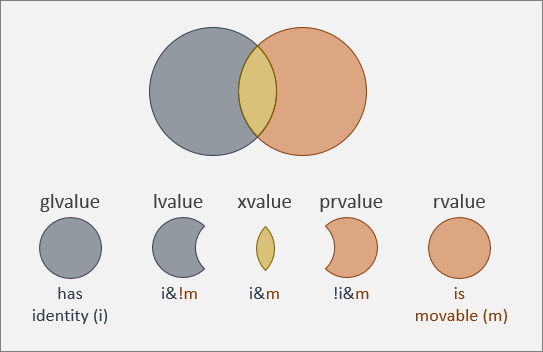 glvalue lvalue xvalue prvalue rvalue
has i&!m i&m !i&m is
identity (i) movable (m)